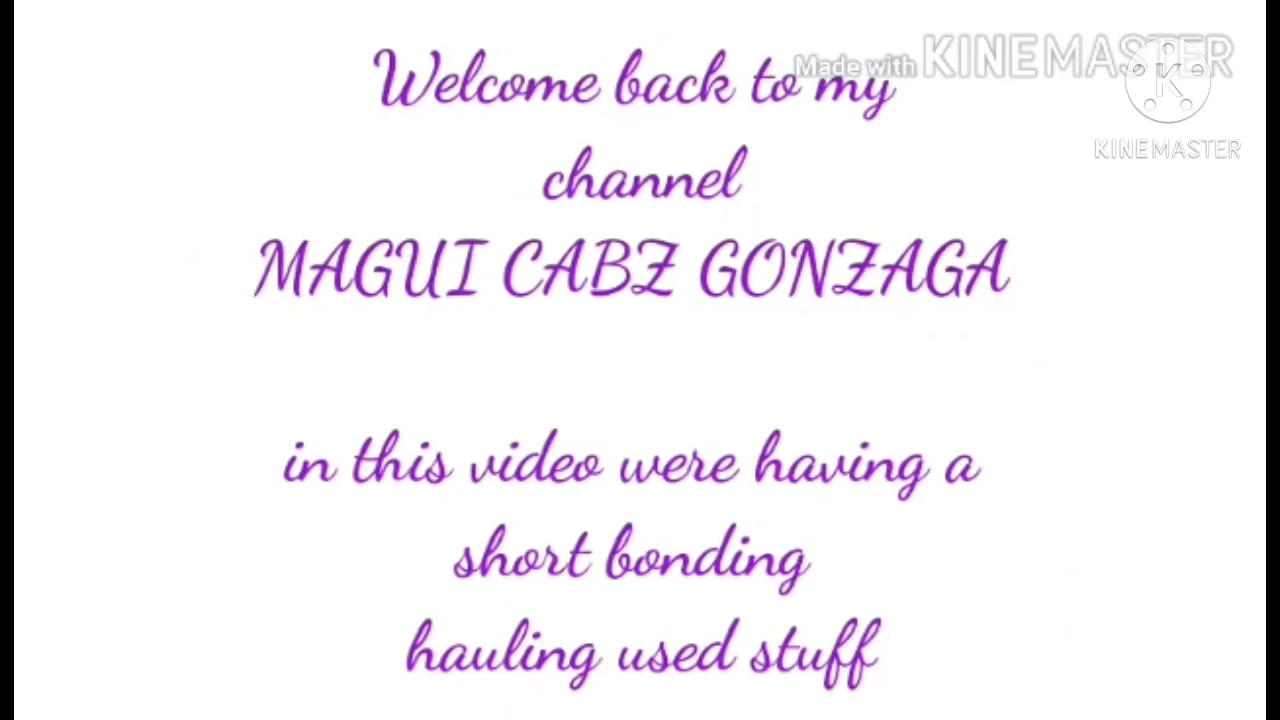 Made with KINEMASTER
KINEMASTER
Welcome back to my
channel
MAGUI CABZ GONZAGA
in this video were having a
short bonding
hauling used stuff